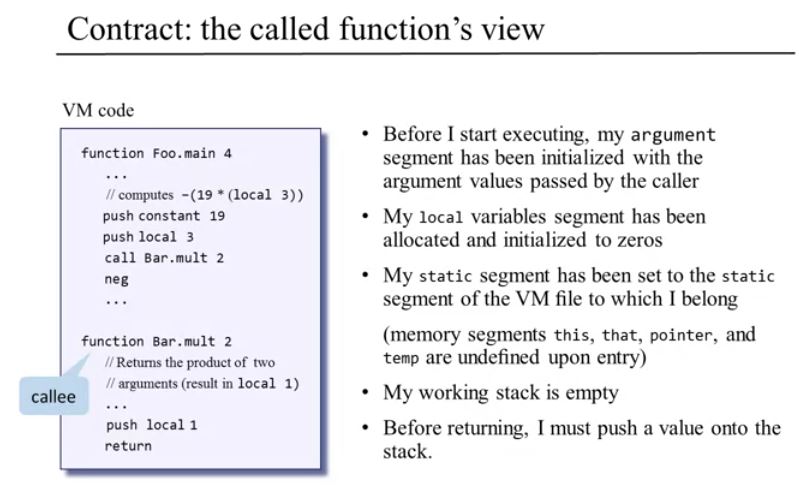 Contract: the called function's view
VM code
function Foo.main 4
...
// computes -(19 * (local 3))
push constant 19
push local 3
call Bar.mult 2
neg
...
function Bar.mult 2
// Returns the product of two
// arguments (result in local 1)
...
push local 1
return
callee
• Before I start executing, my argument
segment has been initialized with the
argument values passed by the caller
• My local variables segment has been
allocated and initialized to zeros
• My static segment has been set to the static
segment of the VM file to which I belong
(memory segments this, that, pointer, and
temp are undefined upon entry)
• My working stack is empty
• Before returning, I must push a value onto the
stack.